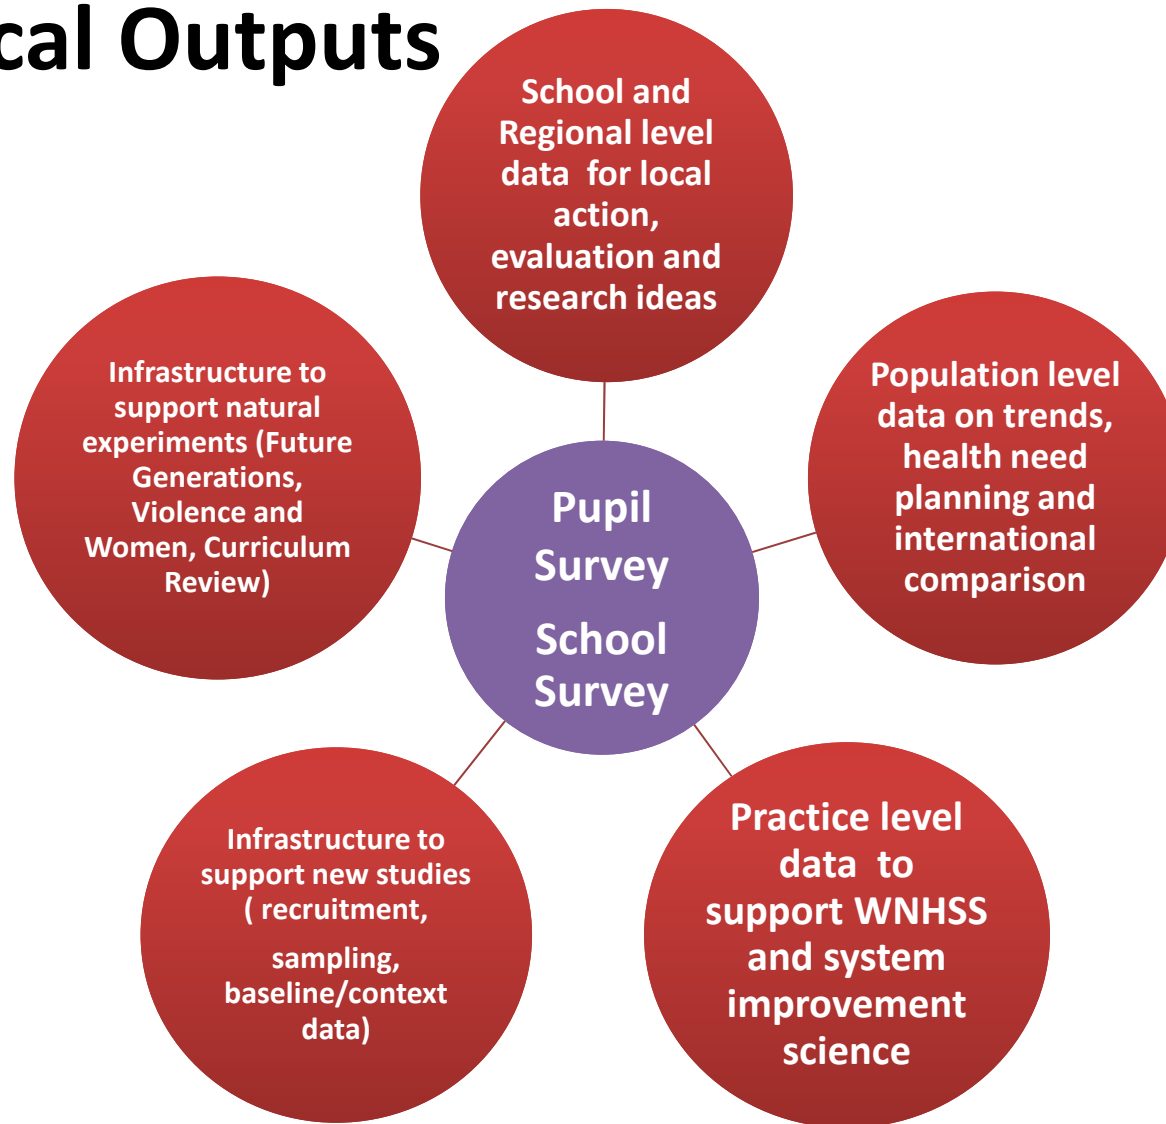 cal Outputs
School and
Regional level
data for local
action,
evaluation and
research ideas
Population level
data on trends,
health need
planning and
international
comparison
Practice level
data to
support WNHSS
and system
improvement
science
Infrastructure to
support new studies
( recruitment,
sampling,
baseline/context
data)
Infrastructure to
support natural
experiments (Future
Generations,
Violence and
Women, Curriculum
Review)
Pupil
Survey
School
Survey